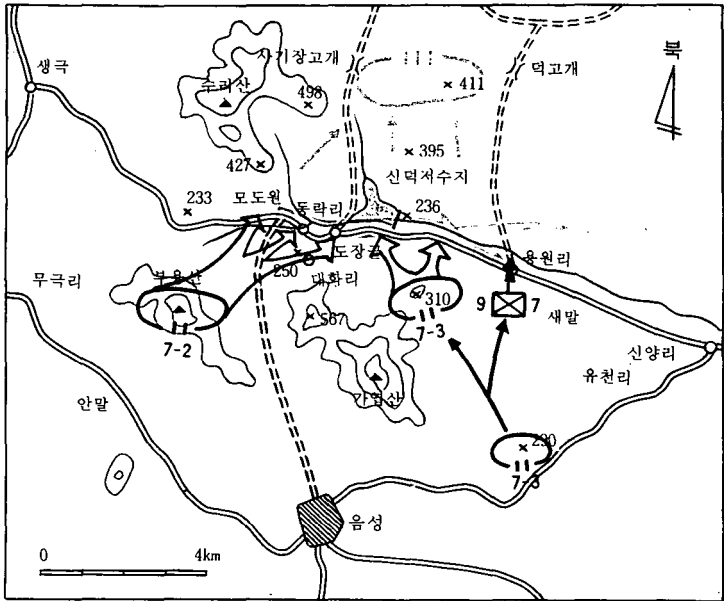 북
생극
사기장고개
수리산
498
411
덕고개
427
395
신덕저수지
233
모도원
동락리
236
250
도장골
대화리
용원리
무극리
부용산
310
9 7
새말
567
7-2
7-3
신양리
유천리
가엽산
안말
230
7-3
음성
0 4km